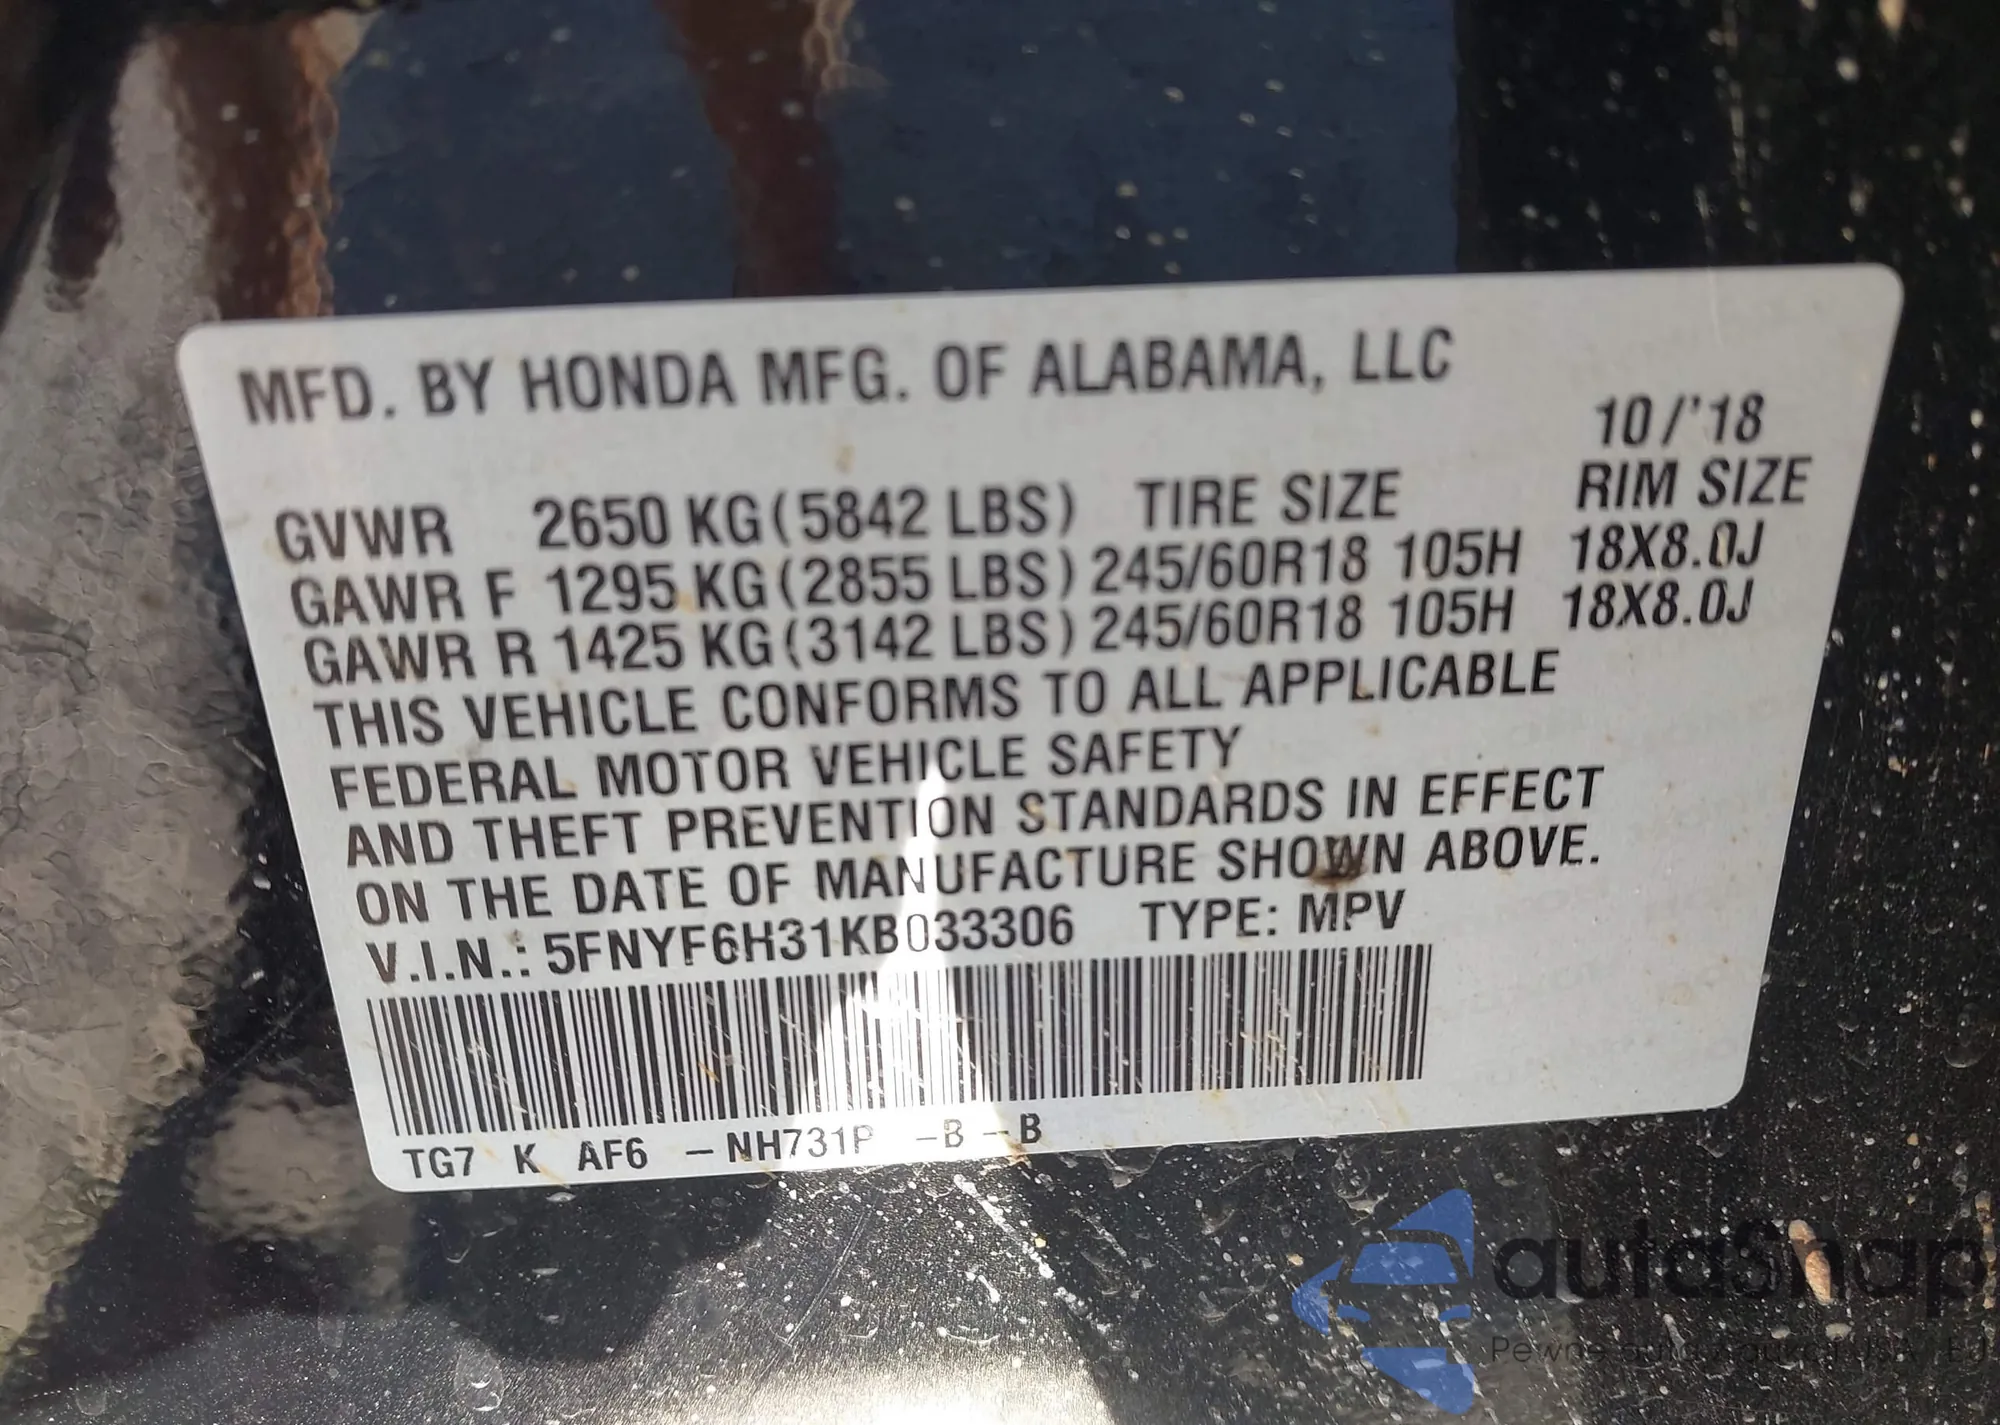 MFD. BY HONDA MFG. OF ALABAMA, LLC
10/'18
GVWR 2650 KG (5842 LBS) TIRE SIZE RIM SIZE
GAWR F 1295 KG (2855 LBS) 245/60R18 105H 18X8.0J
GAWR R 1425 KG (3142 LBS) 245/60R18 105H 18X8.0J
THIS VEHICLE CONFORMS TO ALL APPLICABLE
FEDERAL MOTOR VEHICLE SAFETY
AND THEFT PREVENTION STANDARDS IN EFFECT
ON THE DATE OF MANUFACTURE SHOWN ABOVE.
V.I.N.: 5FNYF6H31KB033306 TYPE: MPV
TG7 K AF6 – NH731P – B – B
autaSnap
Pewne auta z